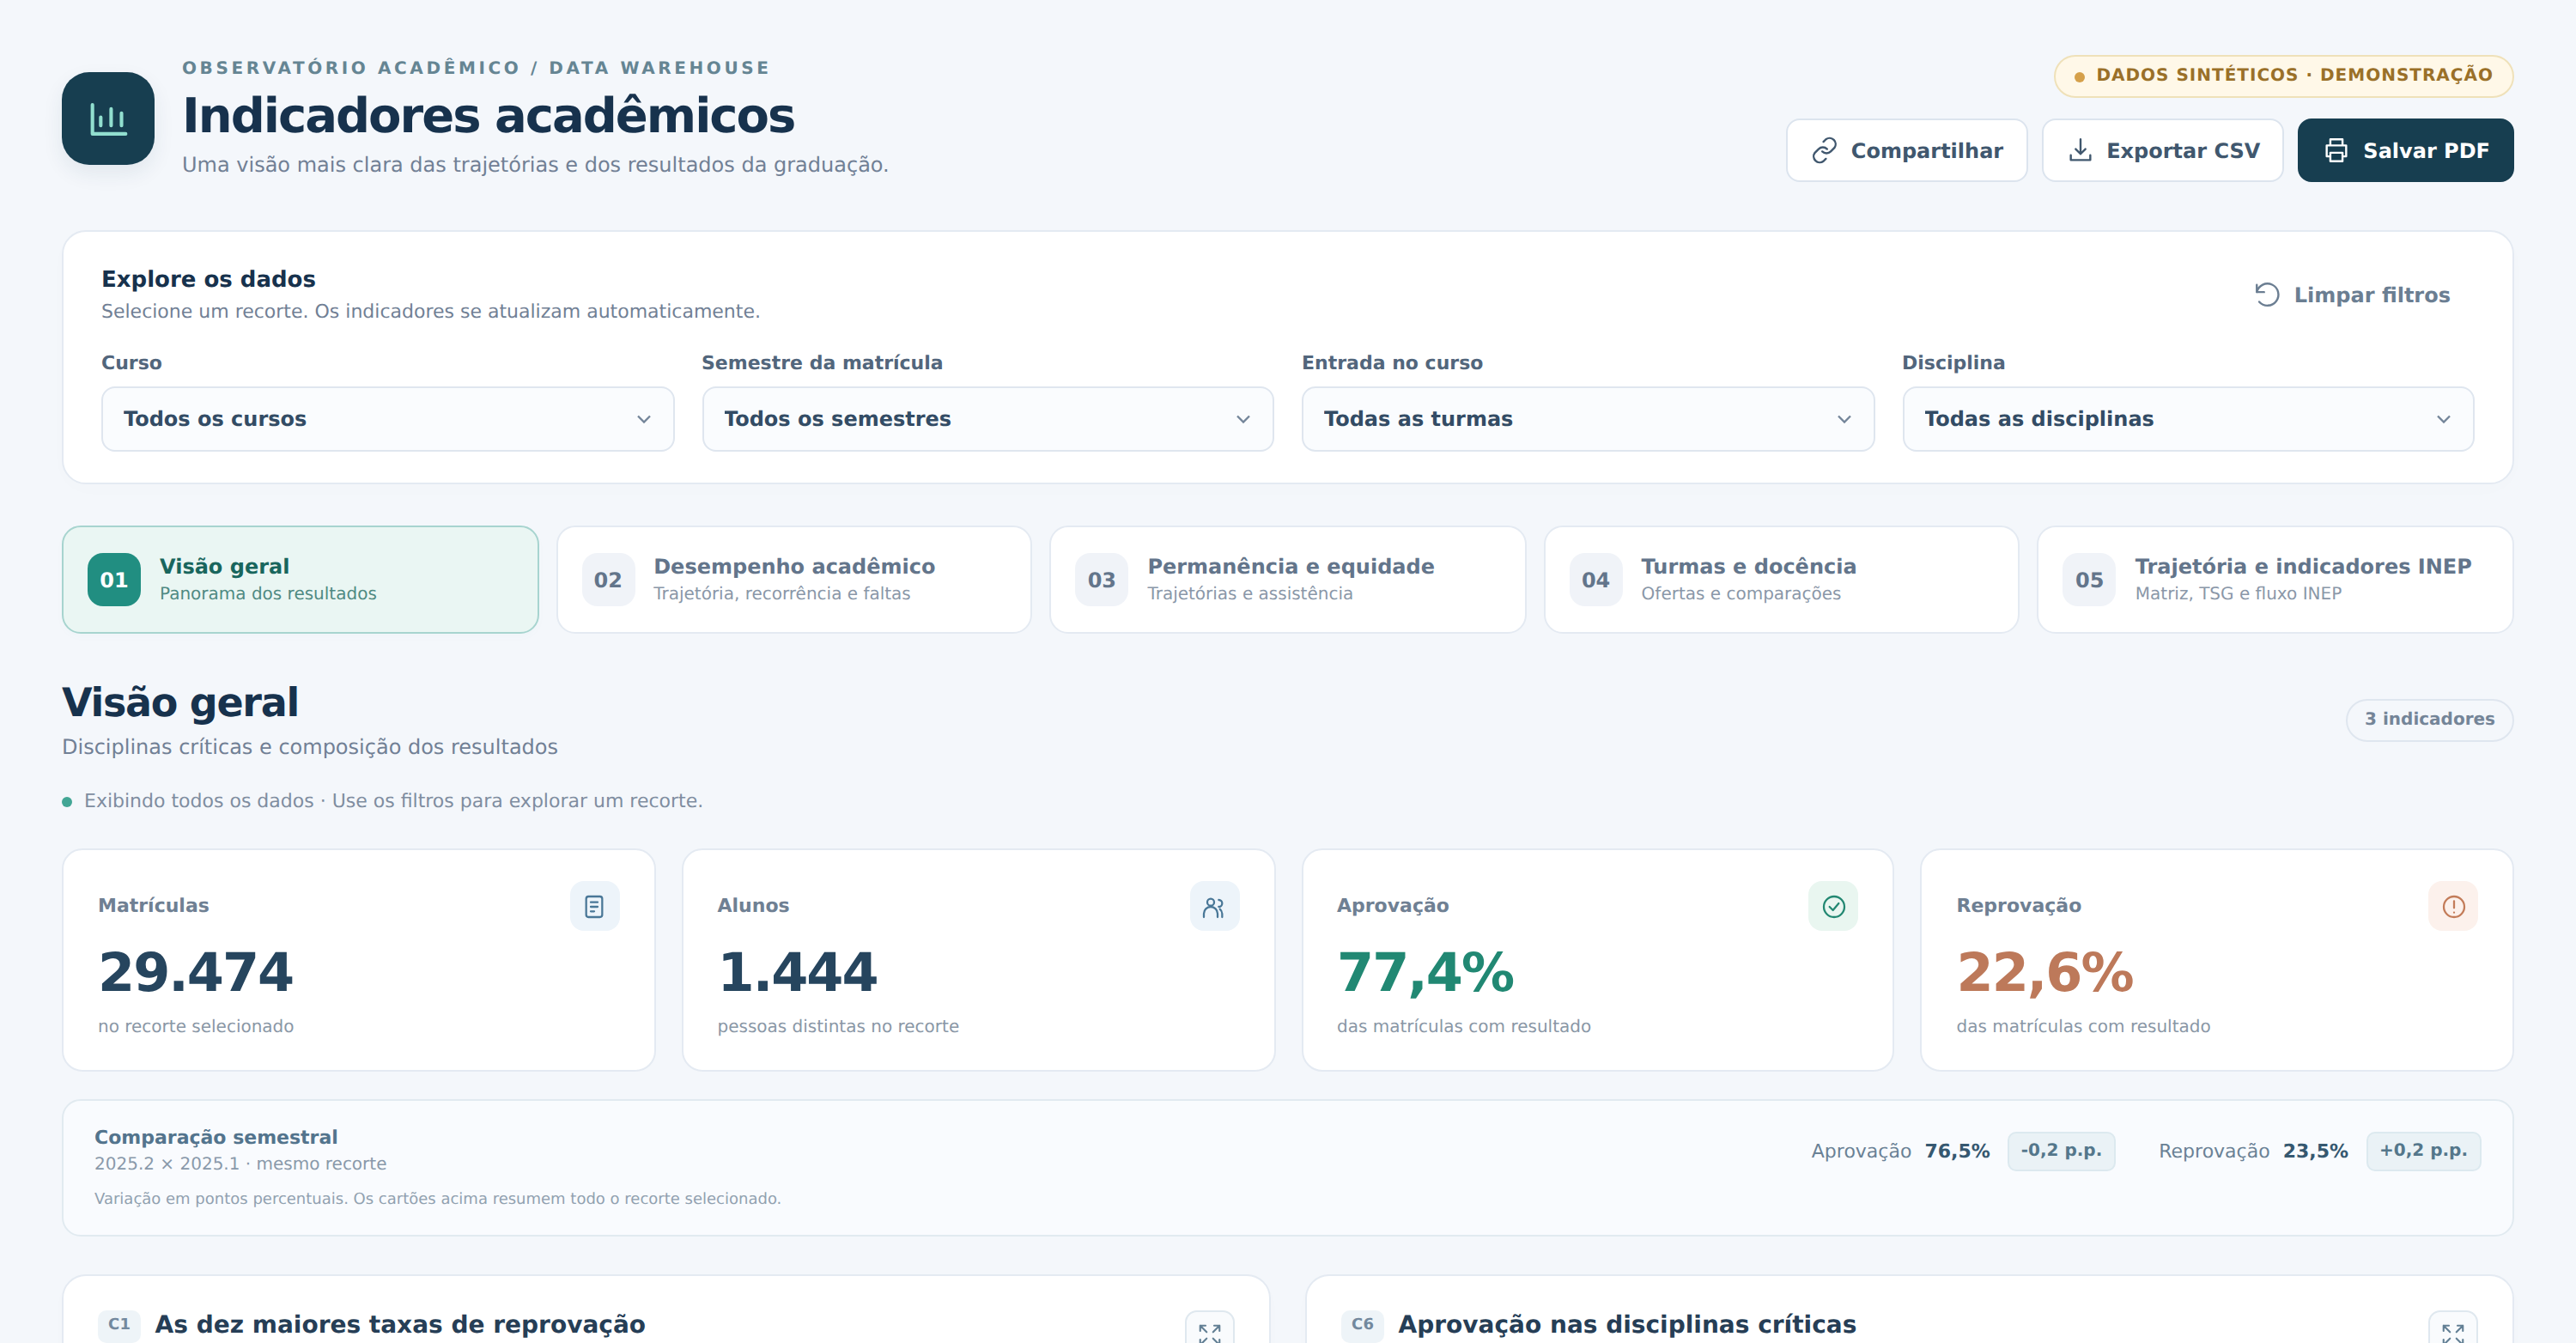 OBSERVATÓRIO ACADÊMICO / DATA WAREHOUSE
Indicadores acadêmicos
Uma visão mais clara das trajetórias e dos resultados da graduação.
DADOS SINTÉTICOS · DEMONSTRAÇÃO
Compartilhar
Exportar CSV
Salvar PDF
Explore os dados
Selecione um recorte. Os indicadores se atualizam automaticamente.
Limpar filtros
Curso
Semestre da matrícula
Entrada no curso
Disciplina
Todos os cursos
Todos os semestres
Todas as turmas
Todas as disciplinas
01
Visão geral
Panorama dos resultados
02
Desempenho acadêmico
Trajetória, recorrência e faltas
03
Permanência e equidade
Trajetórias e assistência
04
Turmas e docência
Ofertas e comparações
05
Trajetória e indicadores INEP
Matriz, TSG e fluxo INEP
Visão geral
Disciplinas críticas e composição dos resultados
3 indicadores
Exibindo todos os dados · Use os filtros para explorar um recorte.
Matrículas
29.474
no recorte selecionado
Alunos
1.444
pessoas distintas no recorte
Aprovação
77,4%
das matrículas com resultado
Reprovação
22,6%
das matrículas com resultado
Comparação semestral
2025.2 × 2025.1 · mesmo recorte
Variação em pontos percentuais. Os cartões acima resumem todo o recorte selecionado.
Aprovação 76,5% -0,2 p.p.
Reprovação 23,5% +0,2 p.p.
C1 As dez maiores taxas de reprovação
C6 Aprovação nas disciplinas críticas